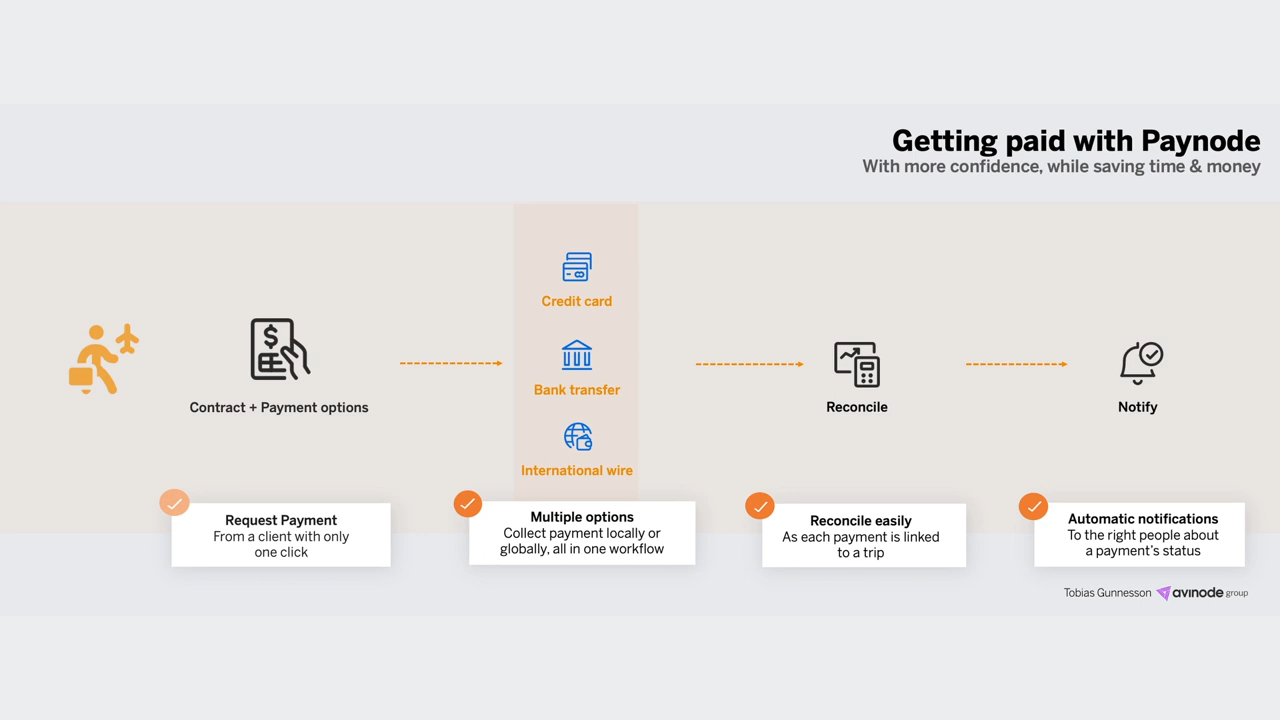 Getting paid with Paynode
With more confidence, while saving time & money
Contract + Payment options
Credit card
Bank transfer
International wire
Reconcile
Notify
Request Payment
From a client with only
one click
Multiple options
Collect payment locally or
globally, all in one workflow
Reconcile easily
As each payment is linked
to a trip
Automatic notifications
To the right people about
a payment's status
Tobias Gunnesson avinode group